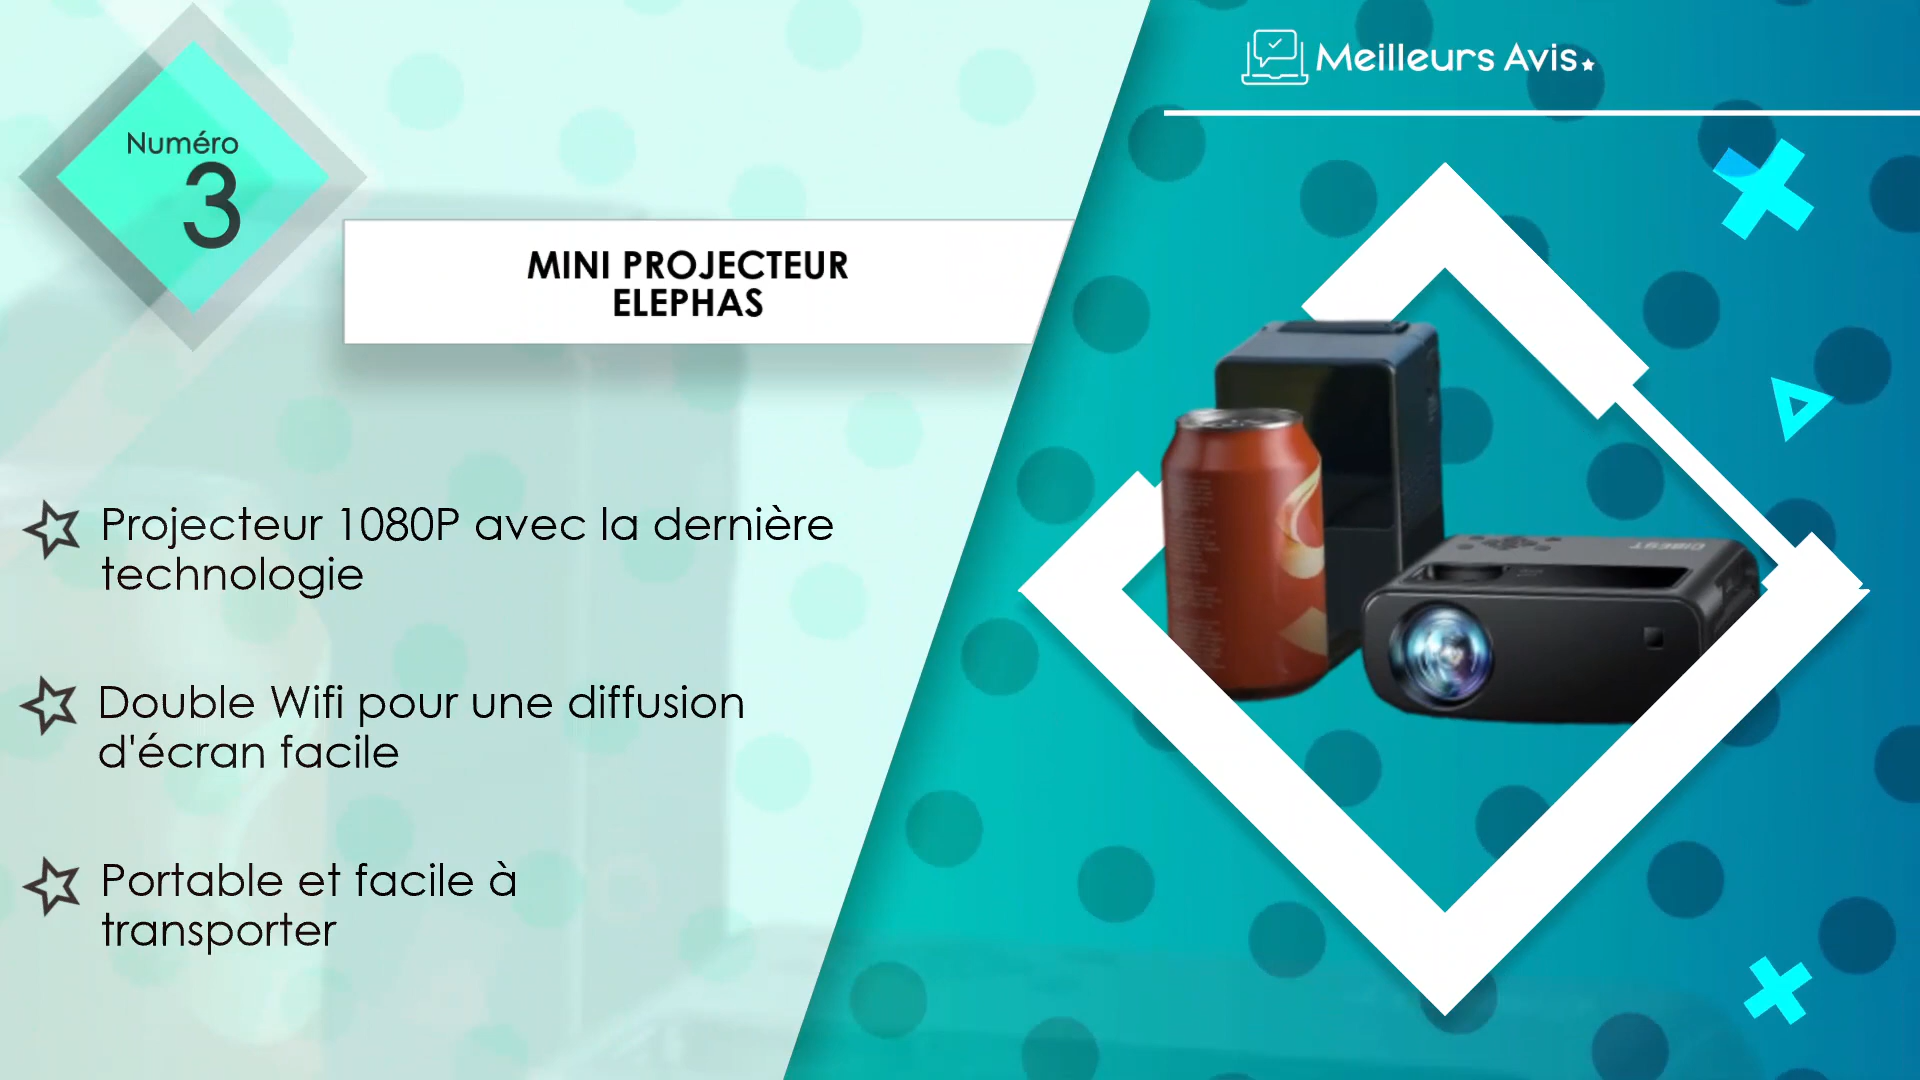 Numéro
3
MINI PROJECTEUR
ELEPHAS
Projecteur 1080P avec la dernière
technologie
Double Wifi pour une diffusion
d'écran facile
Portable et facile à
transporter
Meilleurs Avis